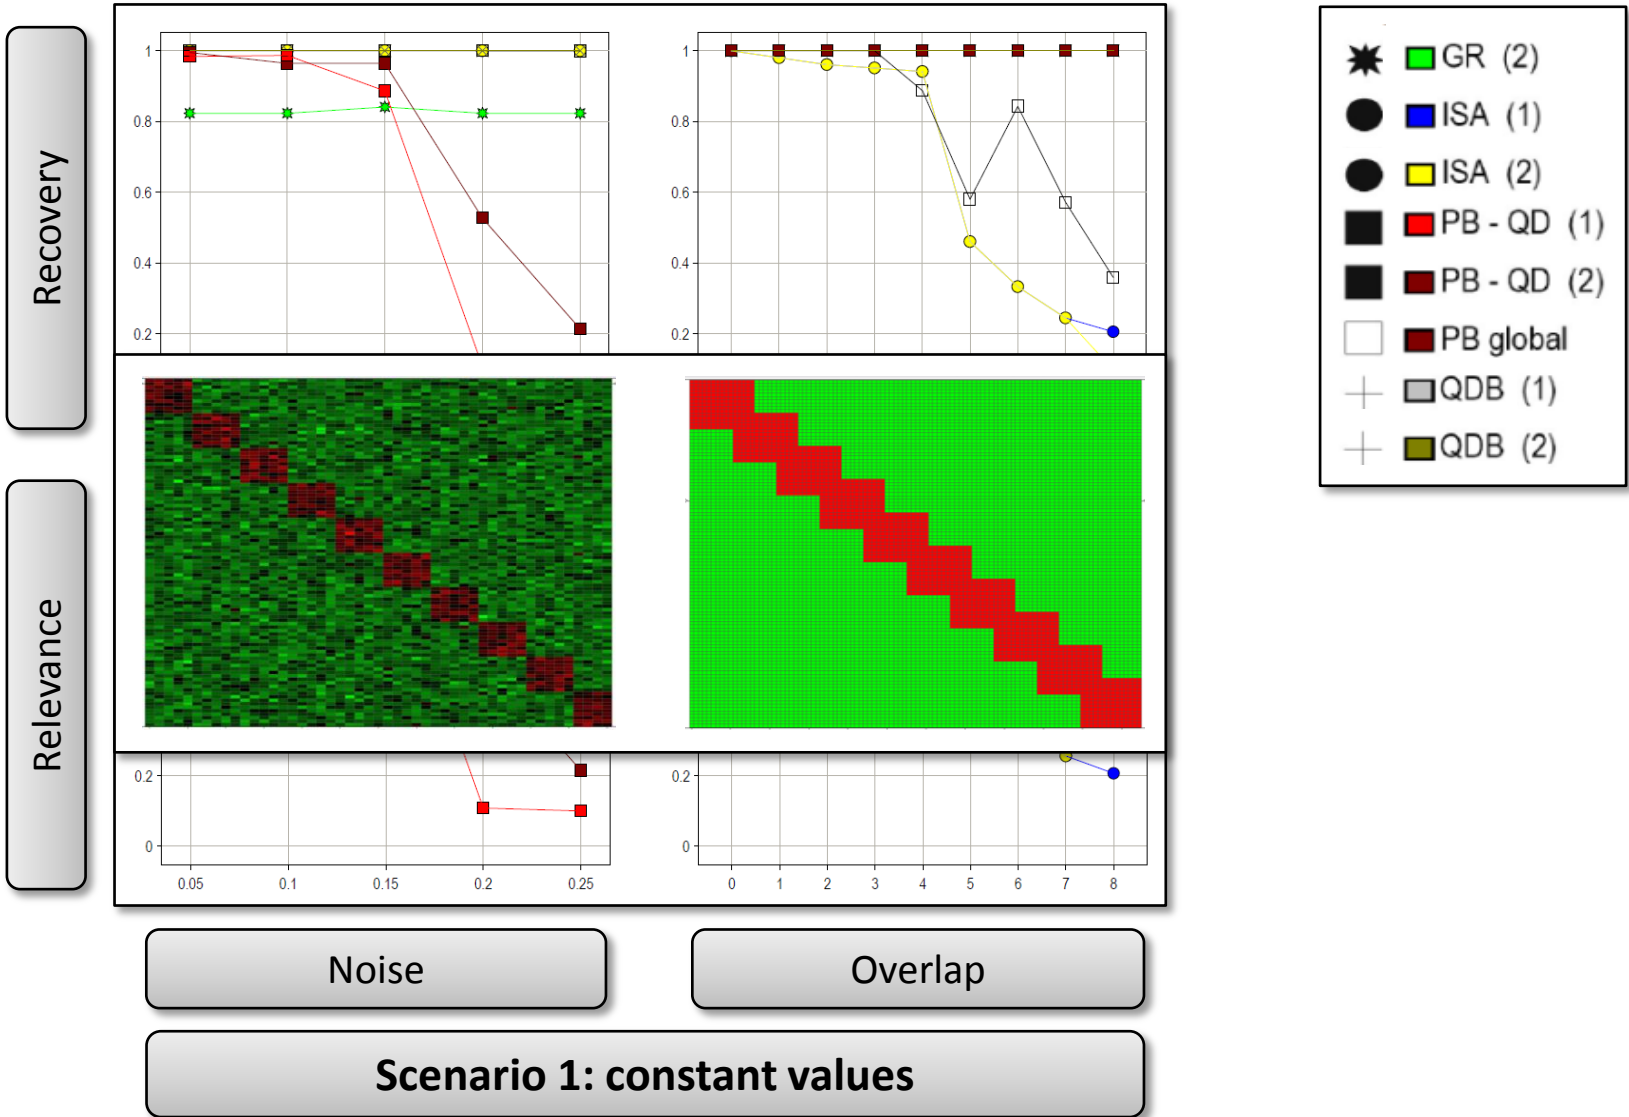 Recovery
Relevance
1
0.8
0.6
0.4
0.2
1
0.8
0.6
0.4
0.2
0.2
0
0.05 0.1 0.15 0.2 0.25
0.2
0
0 1 2 3 4 5 6 7 8
Noise
Overlap
Scenario 1: constant values
GR (2)
ISA (1)
ISA (2)
PB - QD (1)
PB - QD (2)
PB global
QDB (1)
QDB (2)